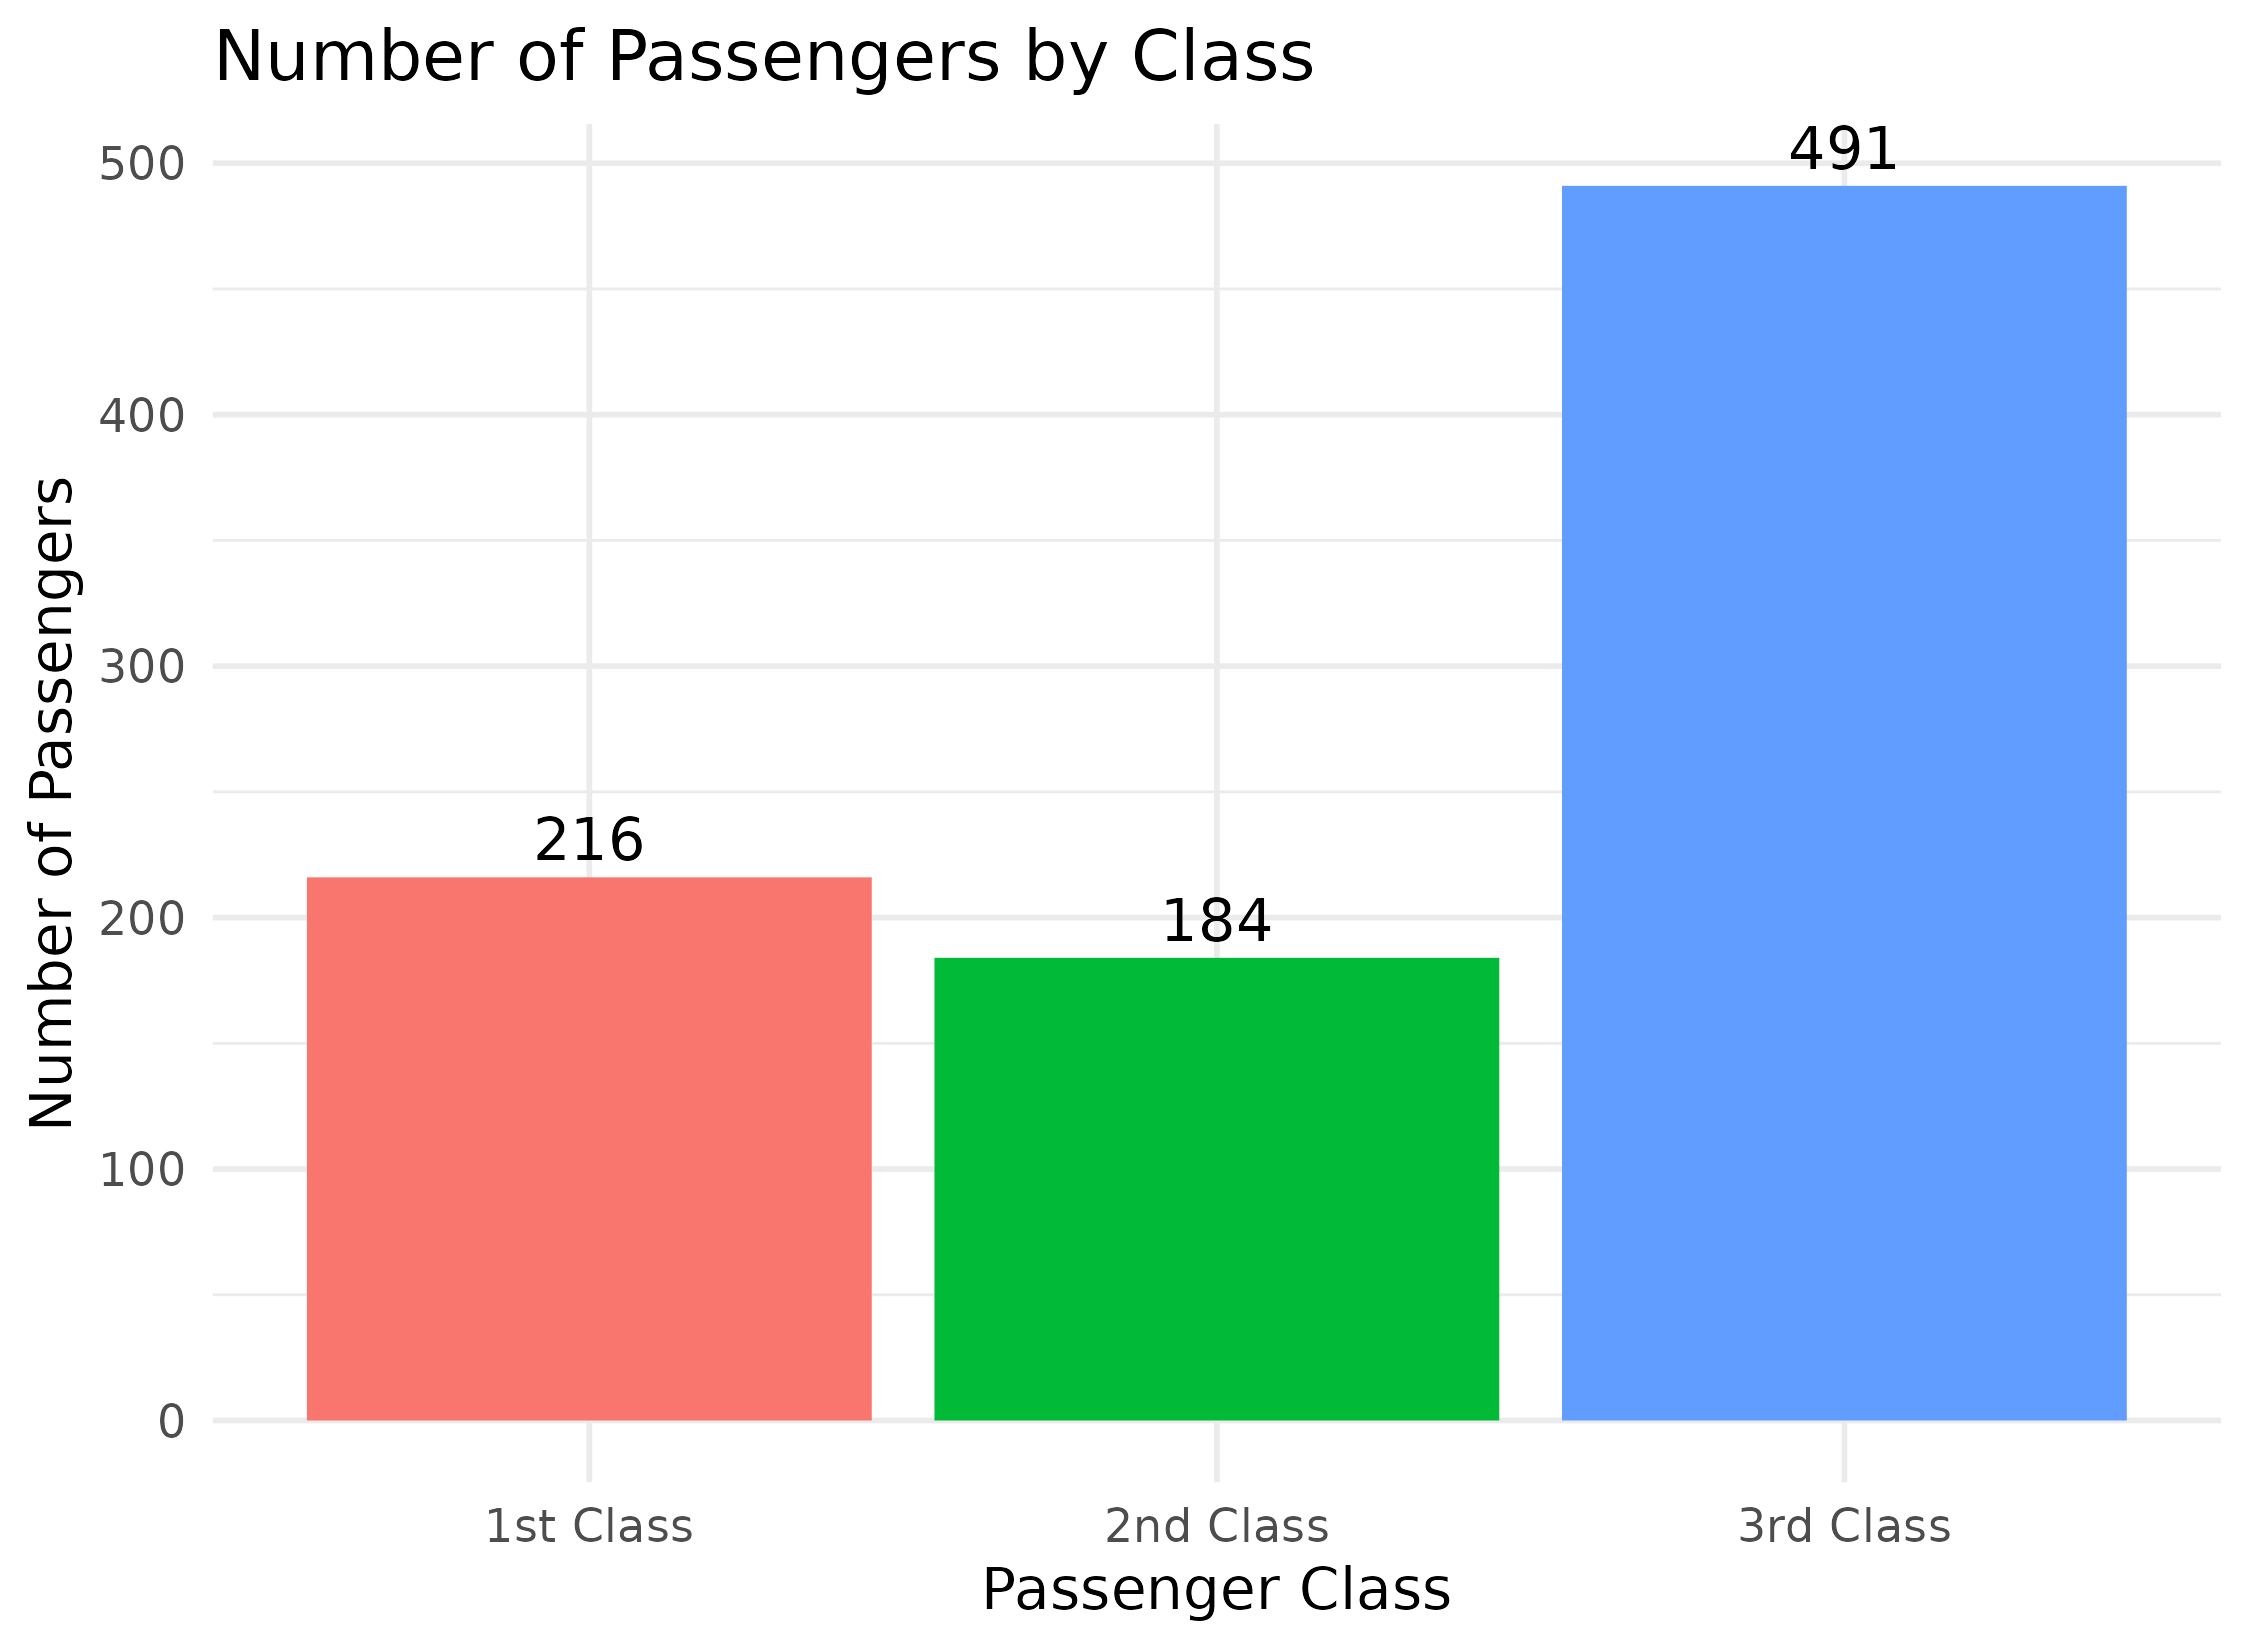 Number of Passengers by Class
Number of Passengers
500
400
300
200
100
0
216
184
491
1st Class
2nd Class
3rd Class
Passenger Class